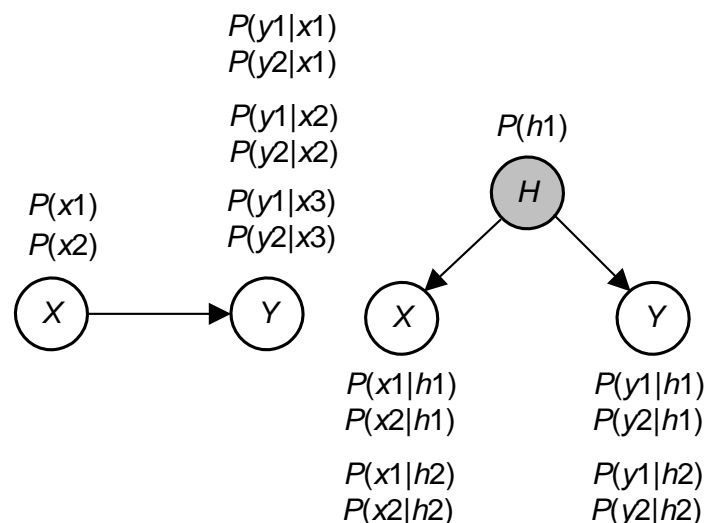 P(y1|x1)
P(y2|x1)
P(y1|x2)
P(y2|x2)
P(y1|x3)
P(y2|x3)
P(x1)
P(x2)
X
Y
P(h1)
H
X
Y
P(x1|h1)
P(x2|h1)
P(x1|h2)
P(x2|h2)
P(y1|h1)
P(y2|h1)
P(y1|h2)
P(y2|h2)